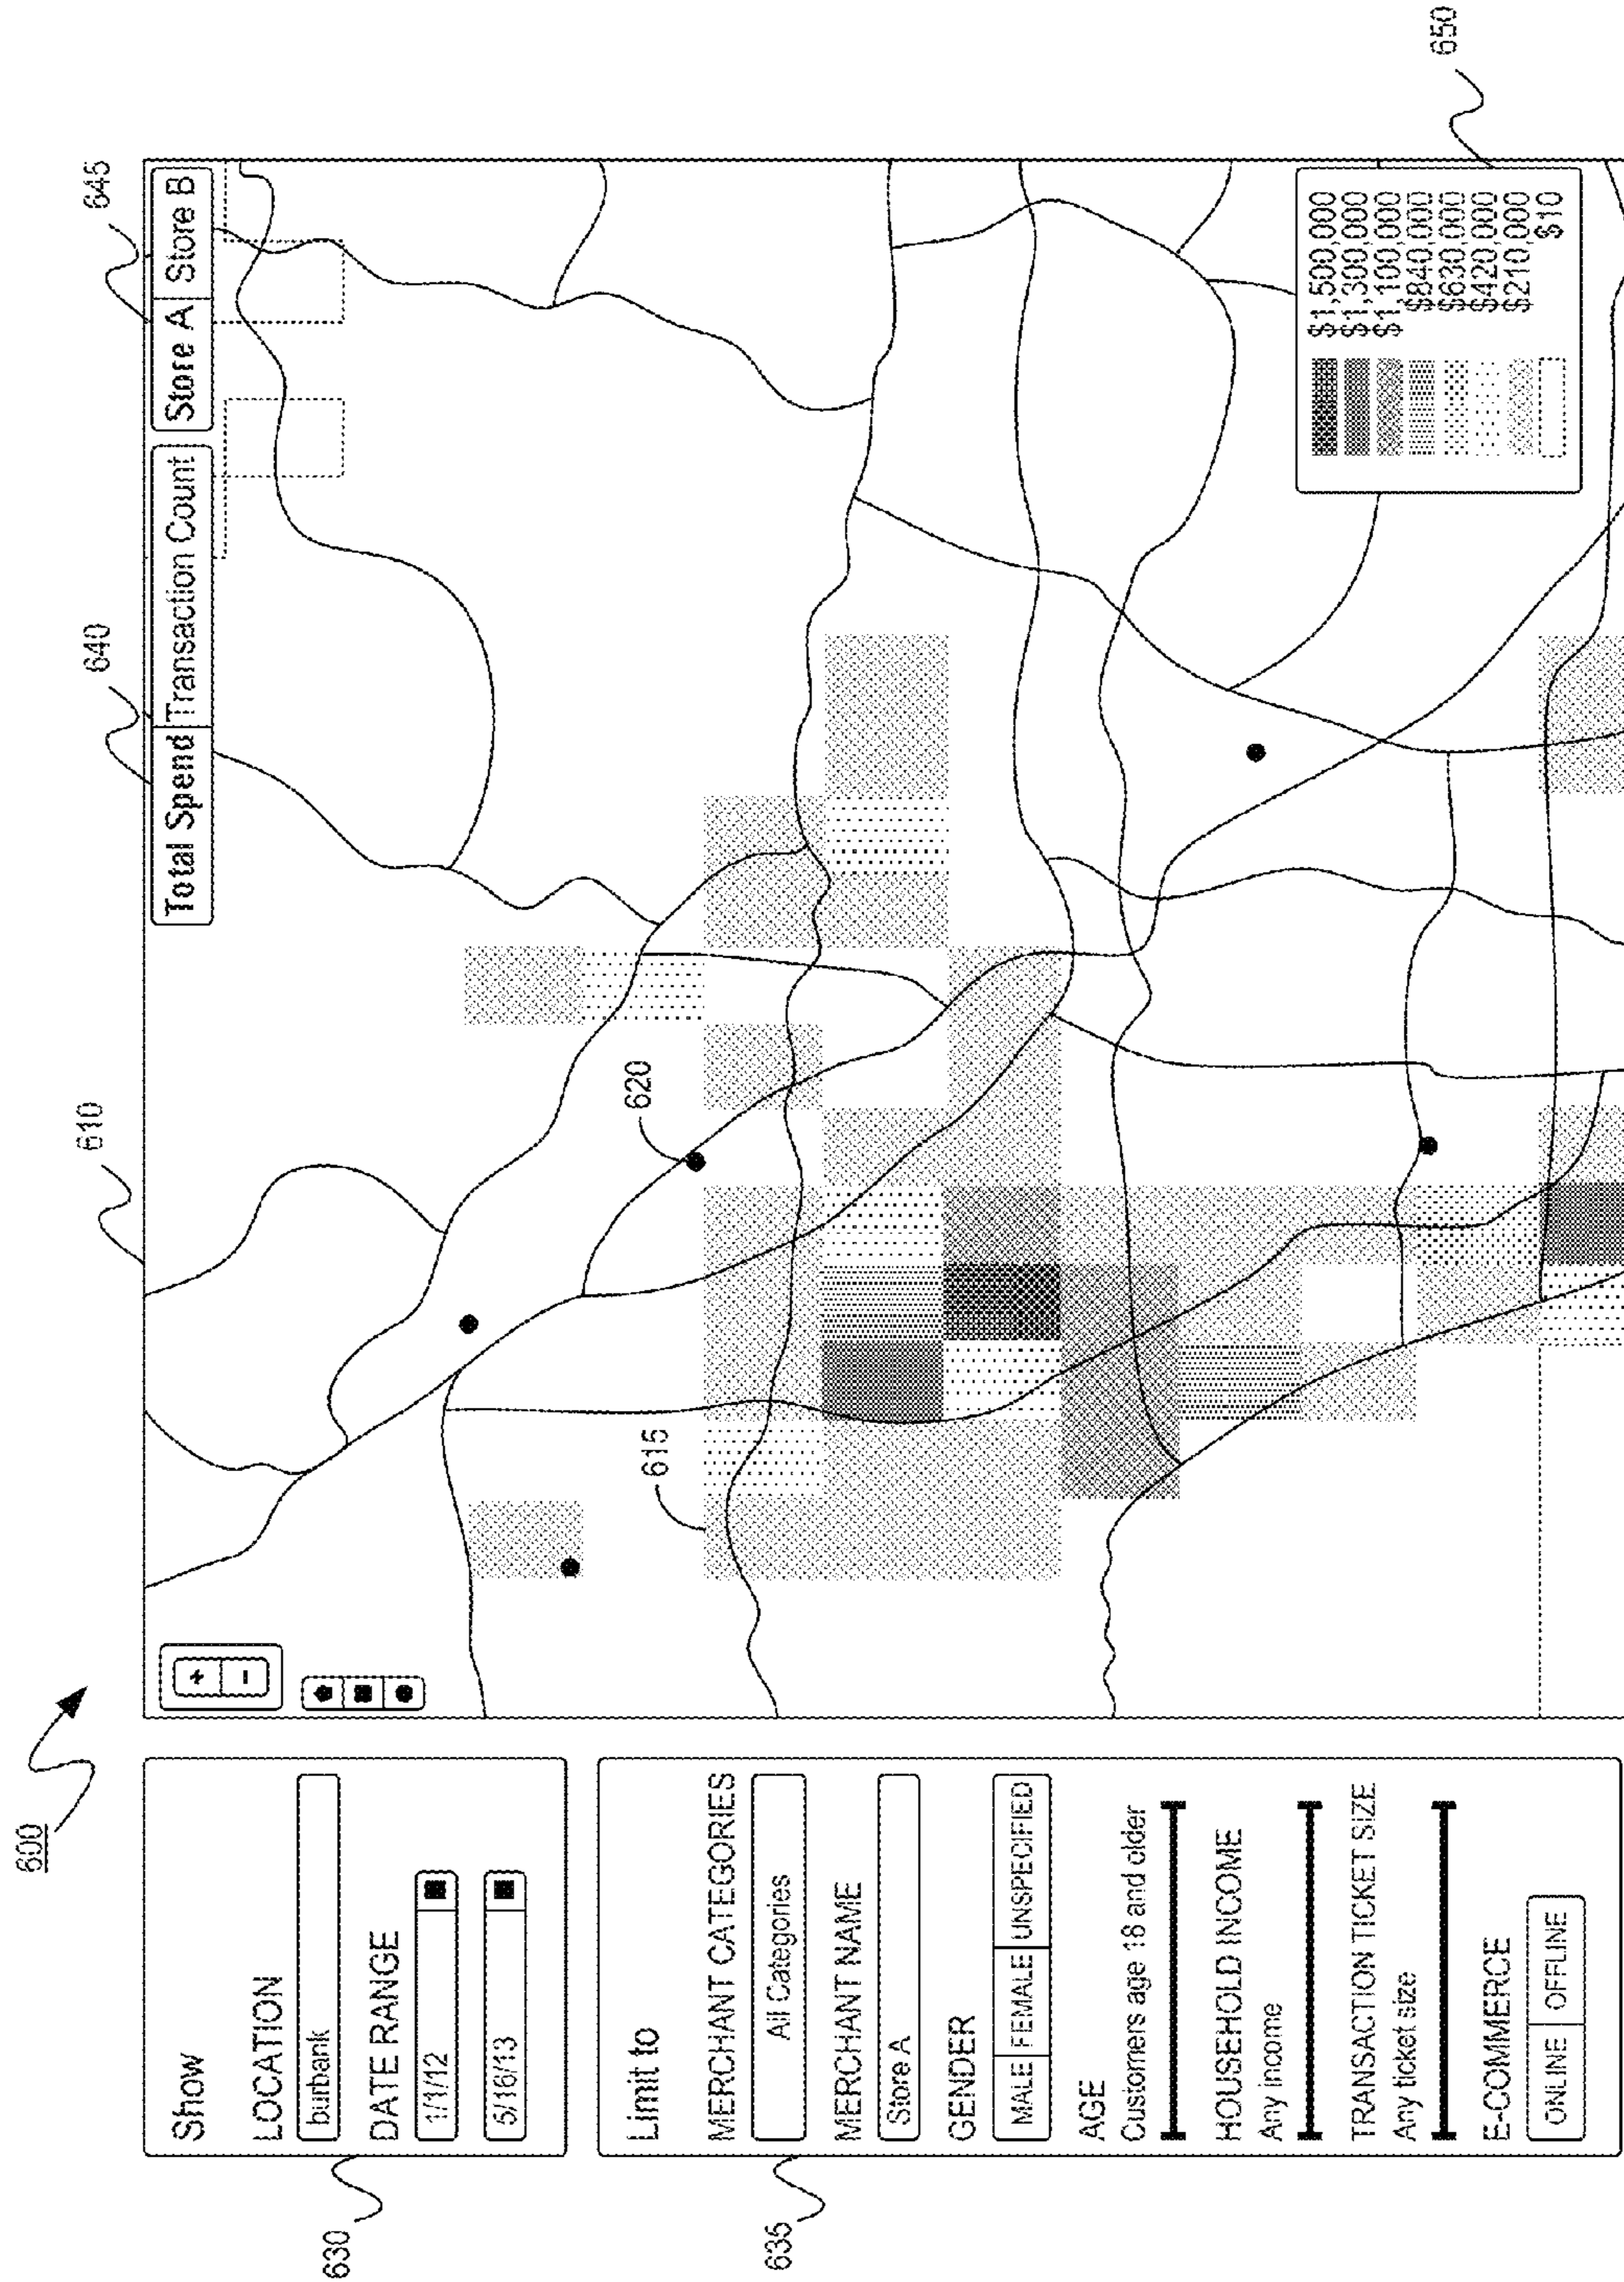 600
610
640
645
Show
LOCATION
burbank
DATE RANGE
1/1/12
5/16/13
630
Limit to
MERCHANT CATEGORIES
All Categories
MERCHANT NAME
Store A
GENDER
MALE FEMALE UNSPECIFIED
AGE
Customers age 18 and older
HOUSEHOLD INCOME
Any income
TRANSACTION TICKET SIZE
Any ticket size
E-COMMERCE
ONLINE OFFLINE
635
+
-
Total Spend Transaction Count
Store A Store B
620
615
$1,500,000
$1,300,000
$1,100,000
$840,000
$630,000
$420,000
$210,000
$10
650